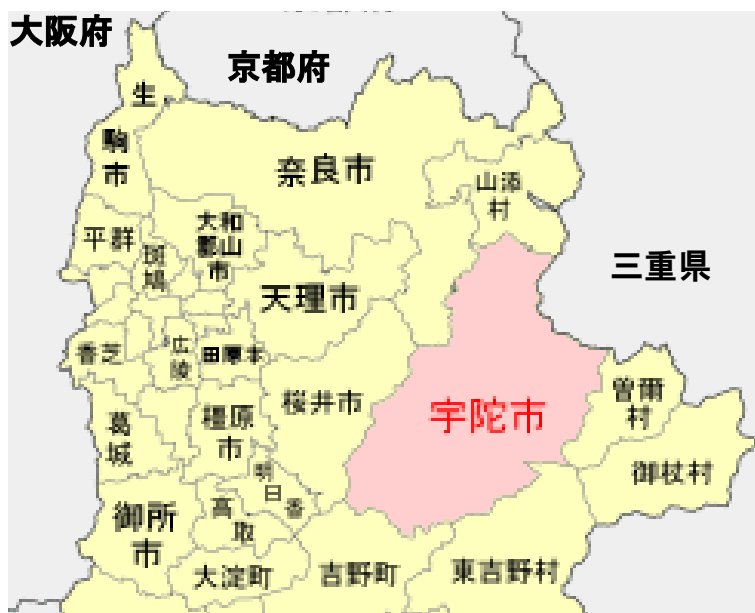 大阪府
京都府
生
駒
市
奈良市
山添
村
平群
斑
鳩
大和
郡山
市
三重県
天理市
香芝
広
陵
田原本
桜井市
宇陀市
曽爾
村
葛
城
橿原
市
御杖村
明
日
香
高
取
御所
市
大淀町
吉野町
東吉野村